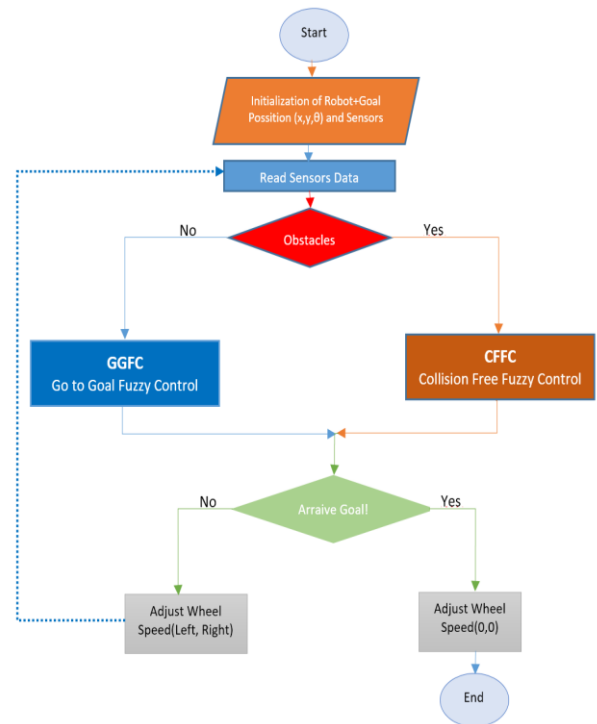 Start
Initialization of Robot+Goal
Possition (x,y,θ) and Sensors
Read Sensors Data
No
Yes
Obstacles
GGFC
Go to Goal Fuzzy Control
CFFC
Collision Free Fuzzy Control
No
Yes
Arraive Goal!
Adjust Wheel
Speed(Left, Right)
Adjust Wheel
Speed(0,0)
End